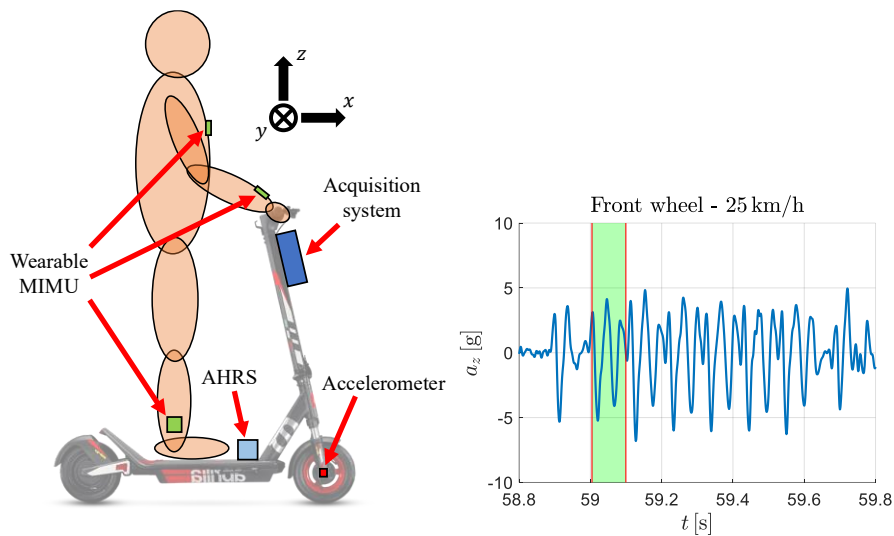 z
x
y
Acquisition
system
Wearable
MIMU
AHRS
Accelerometer
Front wheel - 25 km/h
10
5
0
-5
-10
a_z [g]
58.8
59
59.2
59.4
59.6
59.8
t [s]